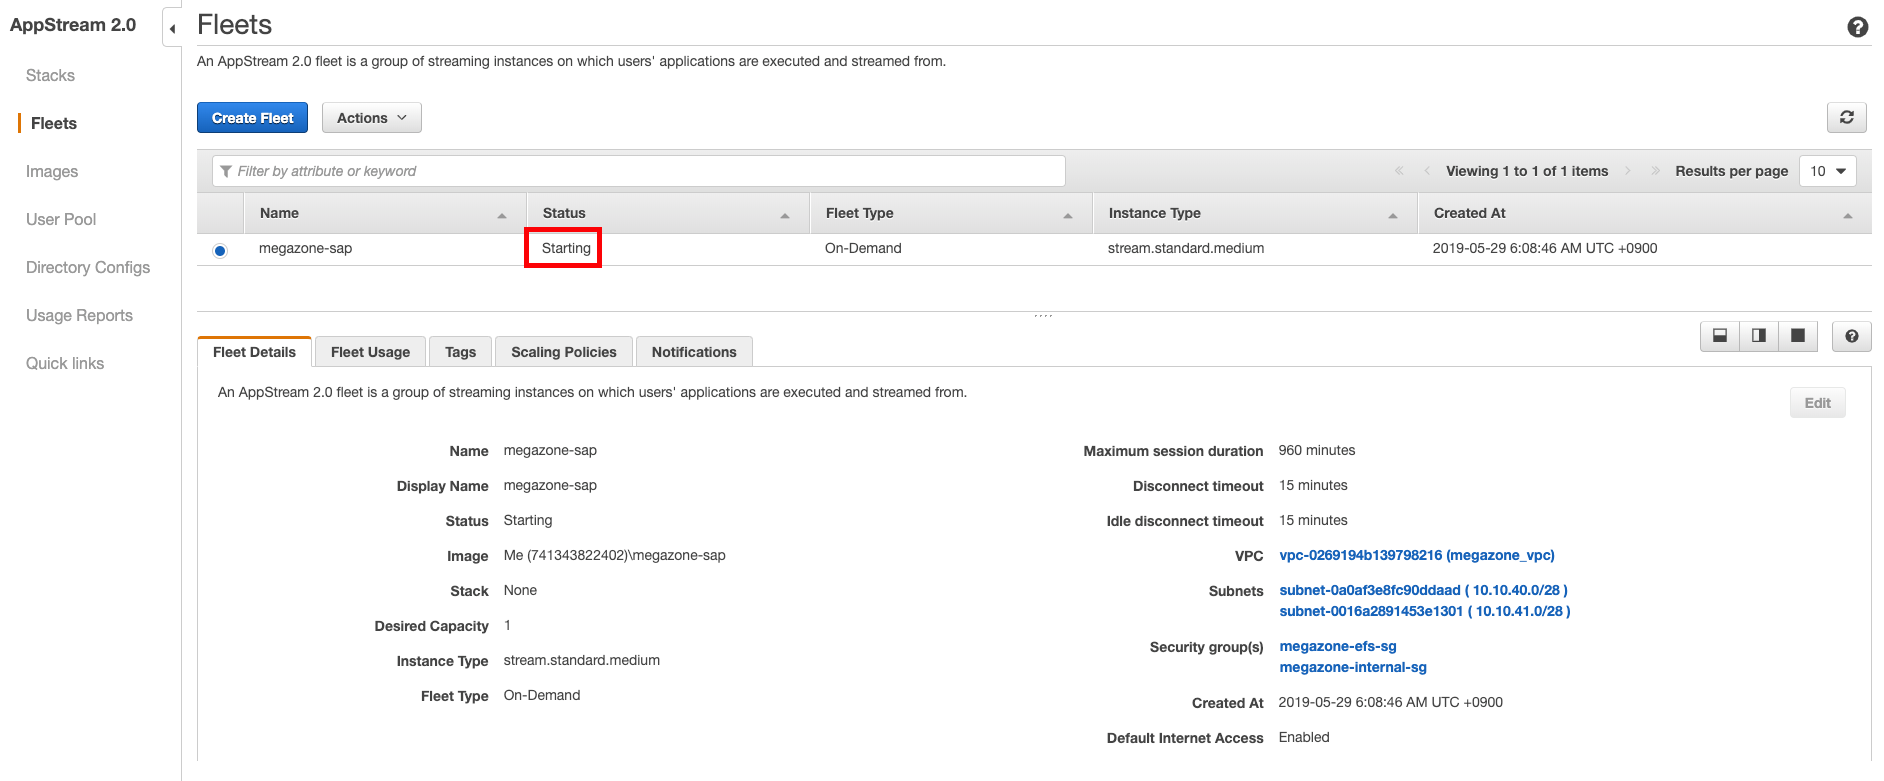 AppStream 2.0
Stacks
Fleets
Images
User Pool
Directory Configs
Usage Reports
Quick links
Fleets
An AppStream 2.0 fleet is a group of streaming instances on which users' applications are executed and streamed from.
Create Fleet
Actions
Filter by attribute or keyword
« ‹ Viewing 1 to 1 of 1 items › » Results per page 10
Name Status Fleet Type Instance Type Created At
megazone-sap Starting On-Demand stream.standard.medium 2019-05-29 6:08:46 AM UTC +0900
Fleet Details Fleet Usage Tags Scaling Policies Notifications
An AppStream 2.0 fleet is a group of streaming instances on which users' applications are executed and streamed from.
Edit
Name megazone-sap
Display Name megazone-sap
Status Starting
Image Me (741343822402)\megazone-sap
Stack None
Desired Capacity 1
Instance Type stream.standard.medium
Fleet Type On-Demand
Maximum session duration 960 minutes
Disconnect timeout 15 minutes
Idle disconnect timeout 15 minutes
VPC vpc-0269194b139798216 (megazone_vpc)
Subnets subnet-0a0af3e8fc90ddaad ( 10.10.40.0/28 )
subnet-0016a2891453e1301 ( 10.10.41.0/28 )
Security group(s) megazone-efs-sg
megazone-internal-sg
Created At 2019-05-29 6:08:46 AM UTC +0900
Default Internet Access Enabled